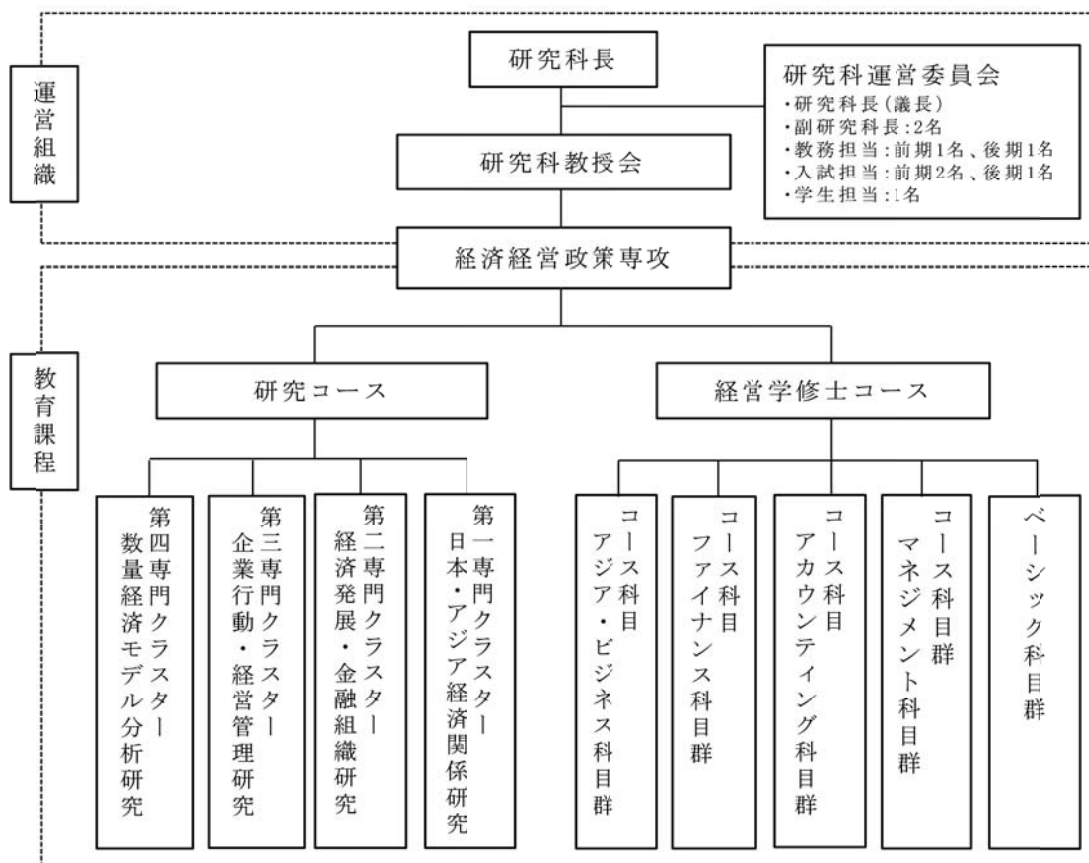 運営組織
研究科長
研究科運営委員会
・研究科長(議長)
・副研究科長:2名
・教務担当:前期1名、後期1名
・入試担当:前期2名、後期1名
・学生担当:1名
研究科教授会
経済経営政策専攻
教育課程
研究コース
経営学修士コース
第四専門クラスター
数量経済モデル分析研究
第三専門クラスター
企業行動・経営管理研究
第二専門クラスター
経済発展・金融組織研究
第一専門クラスター
日本・アジア経済関係研究
コース科目
アジア・ビジネス科目群
コース科目
ファイナンス科目群
コース科目
アカウンティング科目群
コース科目群
マネジメント科目群
ベーシック科目群